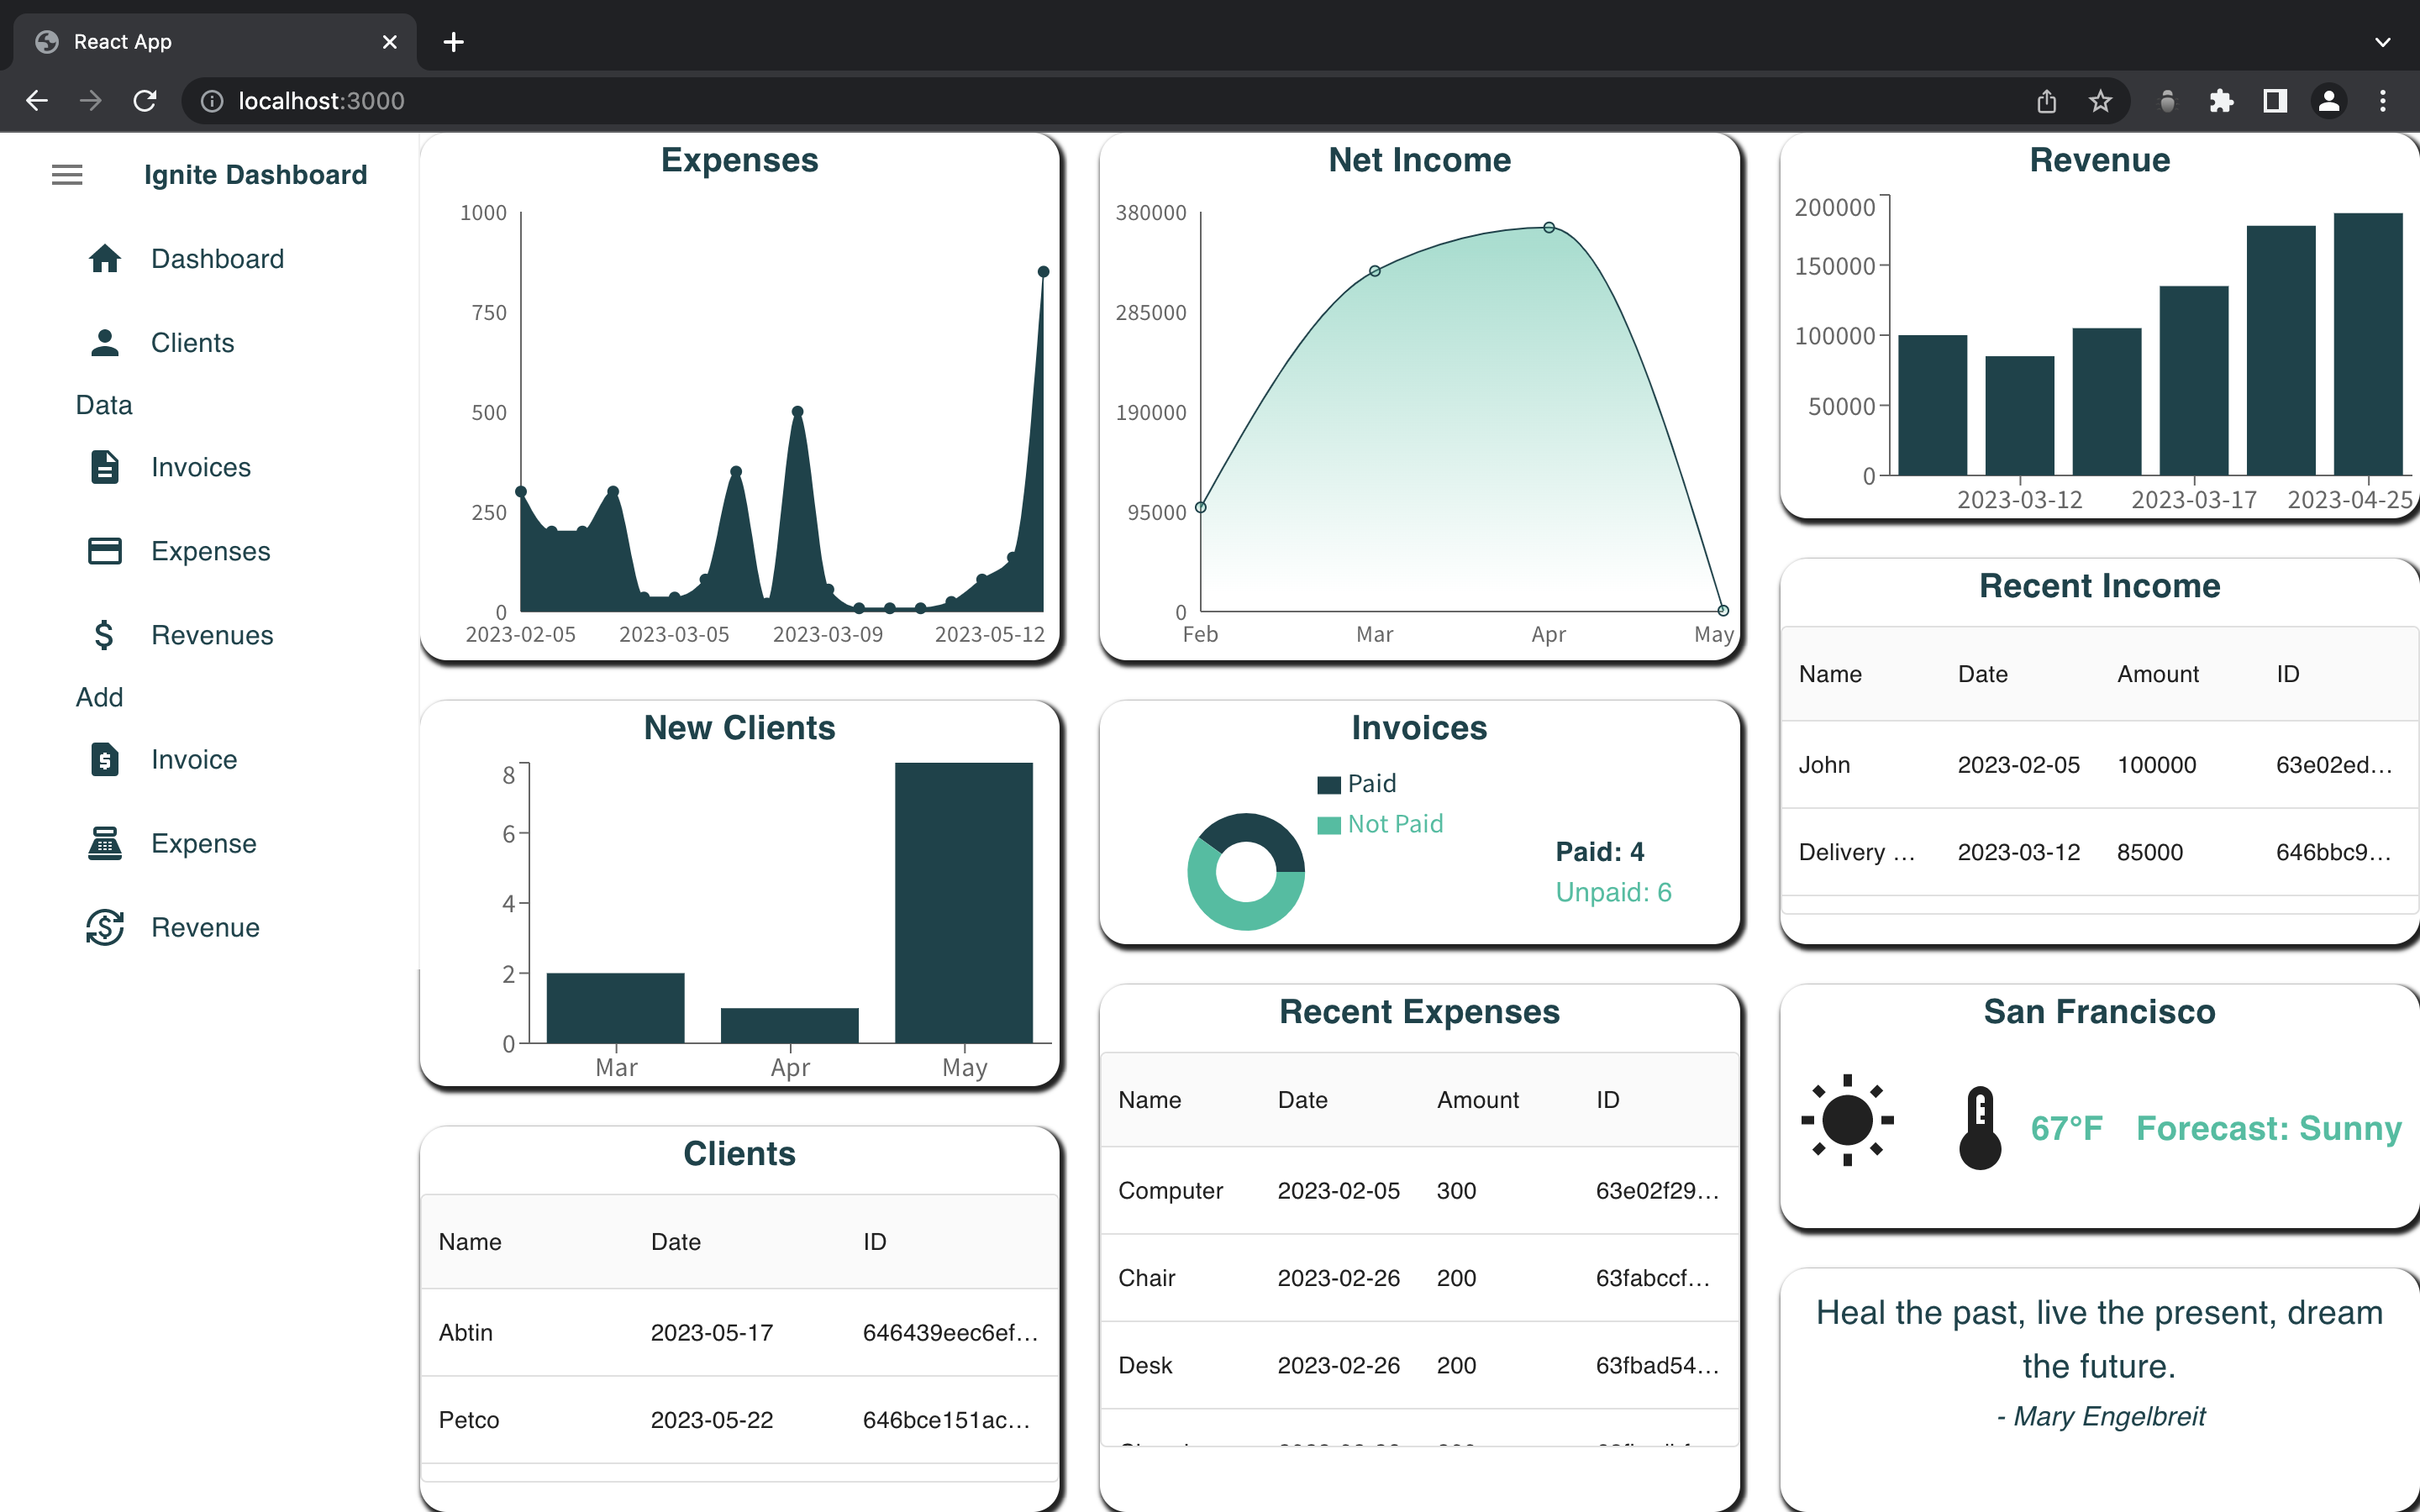 React App
localhost:3000
Ignite Dashboard
Dashboard
Clients
Data
Invoices
Expenses
Revenues
Add
Invoice
Expense
Revenue
Expenses
1000
750
500
250
0
2023-02-05 2023-03-05 2023-03-09 2023-05-12
New Clients
8
6
4
2
0
Mar Apr May
Clients
Name Date ID
Abtin 2023-05-17 646439eec6ef...
Petco 2023-05-22 646bce151ac...
Net Income
380000
285000
190000
95000
0
Feb Mar Apr May
Invoices
Paid
Not Paid
Paid: 4
Unpaid: 6
Recent Expenses
Name Date Amount ID
Computer 2023-02-05 300 63e02f29...
Chair 2023-02-26 200 63fabccf...
Desk 2023-02-26 200 63fbad54...
Revenue
200000
150000
100000
50000
0
2023-03-12 2023-03-17 2023-04-25
Recent Income
Name Date Amount ID
John 2023-02-05 100000 63e02ed...
Delivery ... 2023-03-12 85000 646bbc9...
San Francisco
67°F Forecast: Sunny
Heal the past, live the present, dream
the future.
- Mary Engelbreit